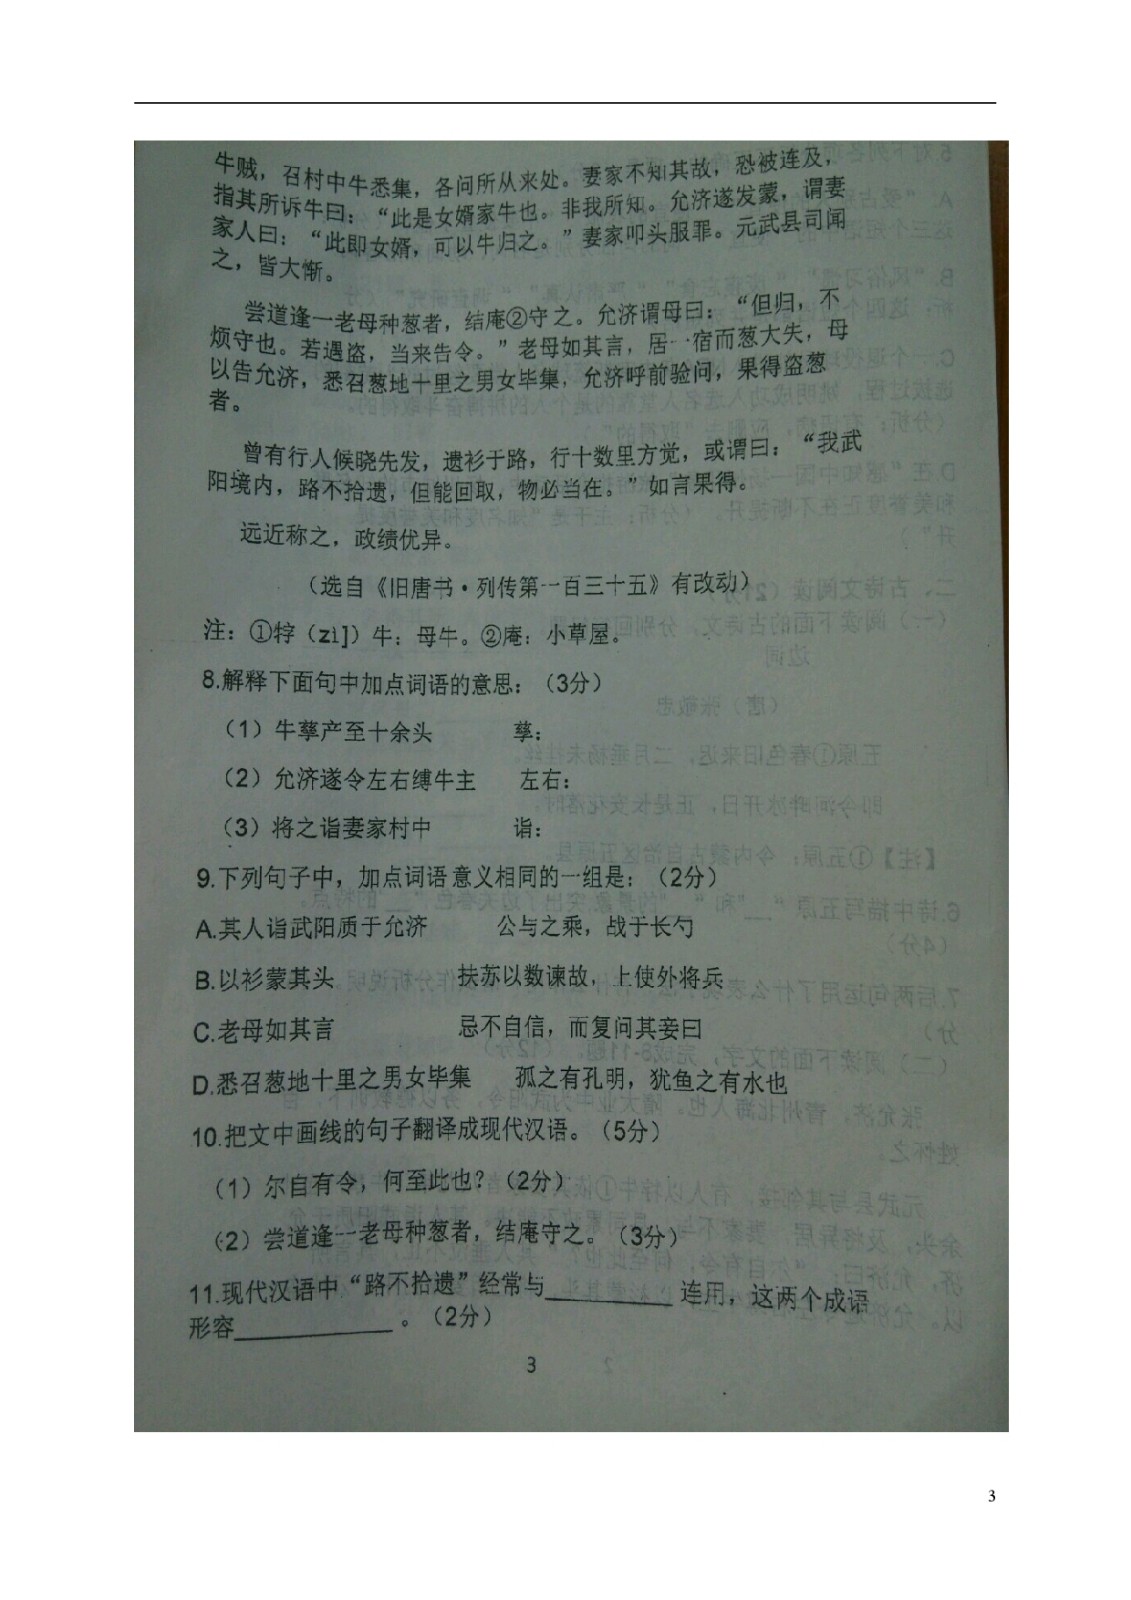 牛贼，召村中牛悉集，各问所从来处。妻家不知其故，恐被连及，
指其所诉牛曰：“此是女婿家牛也。非我所知。允济遂发蒙，谓妻
家人曰：“此即女婿，可以牛归之。”妻家叩头服罪。元武县司闻
之，皆大惭。
尝道逢一老母种葱者，结庵②守之。允济谓母曰：“但归，不
烦守也。若遇盗，当来告令。”老母如其言，居一宿而葱大失，母
以告允济，悉召葱地十里之男女毕集，允济呼前验问，果得盗葱
者。
曾有行人候晓先发，遗衫于路，行十数里方觉，或谓曰：“我武
阳境内，路不拾遗，但能回取，物必当在。”如言果得。
远近称之，政绩优异。
（选自《旧唐书·列传第一百三十五》有改动）
注：①牸（zì]）牛：母牛。②庵：小草屋。
8.解释下面句中加点词语的意思：（3分）
（1）牛孳产至十余头 孳：
（2）允济遂令左右缚牛主 左右：
（3）将之诣妻家村中 诣：
9.下列句子中，加点词语意义相同的一组是：（2分）
A.其人诣武阳质于允济 公与之乘，战于长勺
B.以衫蒙其头 扶苏以数谏故，上使外将兵
C.老母如其言 忌不自信，而复问其妾曰
D.悉召葱地十里之男女毕集 孤之有孔明，犹鱼之有水也
10.把文中画线的句子翻译成现代汉语。（5分）
（1）尔自有令，何至此也？（2分）
（2）尝道逢一老母种葱者，结庵守之。（3分）
11.现代汉语中“路不拾遗”经常与__________ 连用，这两个成语
形容____________ 。（2分）
3
3